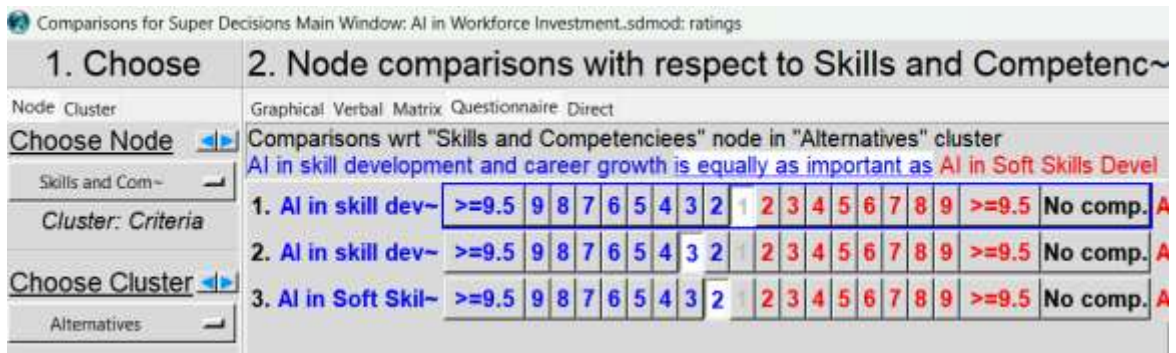 Comparisons for Super Decisions Main Window: AI in Workforce Investment..sdmod: ratings
1. Choose
2. Node comparisons with respect to Skills and Competenc~
Node Cluster
Graphical Verbal Matrix Questionnaire Direct
Choose Node
Comparisons wrt "Skills and Competenciees" node in "Alternatives" cluster
AI in skill development and career growth is equally as important as AI in Soft Skills Devel
Skills and Com~
Cluster: Criteria
1. AI in skill dev~ >=9.5 9 8 7 6 5 4 3 2 1 2 3 4 5 6 7 8 9 >=9.5 No comp. A
2. AI in skill dev~ >=9.5 9 8 7 6 5 4 3 2 1 2 3 4 5 6 7 8 9 >=9.5 No comp. A
Choose Cluster
3. AI in Soft Skil~ >=9.5 9 8 7 6 5 4 3 2 1 2 3 4 5 6 7 8 9 >=9.5 No comp. A
Alternatives